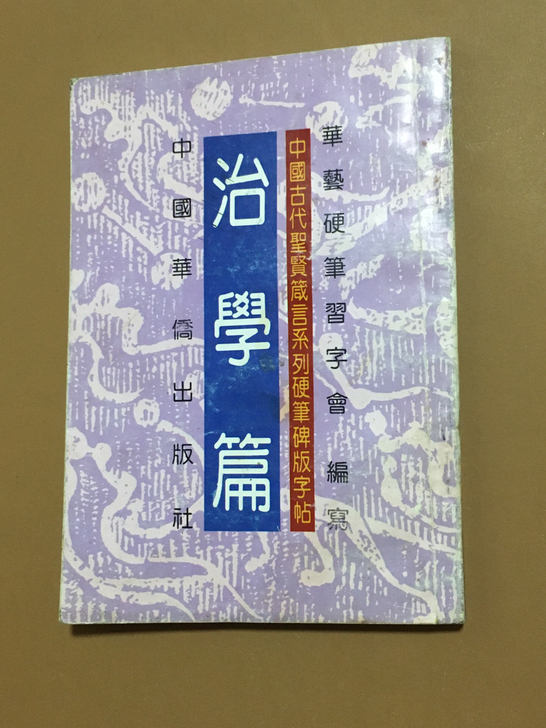 華藝硬筆習字會 編寫
中國古代聖賢箴言系列硬筆碑版字帖
治學篇
中國華僑出版社